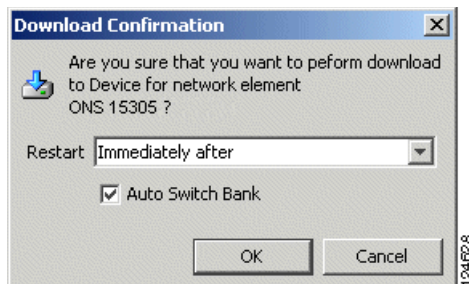 Download Confirmation
Are you sure that you want to peform download
to Device for network element
ONS 15305 ?
Restart Immediately after
Auto Switch Bank
OK Cancel
124528